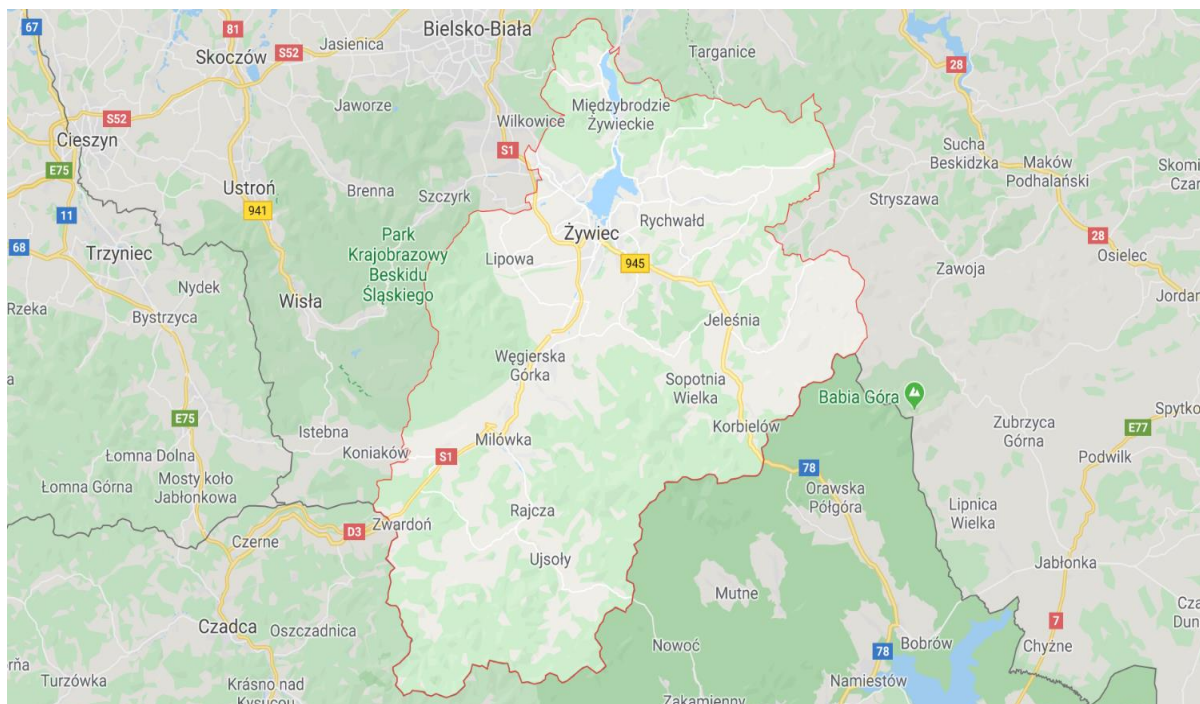 67
81
Bielsko-Biała
Jasienica
Skoczów
S52
Targanice
28
Jaworze
Międzybrodzie
Żywieckie
Wilkowice
S52
Cieszyn
S1
Sucha
Beskidzka
Maków
Podhalański
Skomi
Czar
E75
Ustroń
Brenna
Szczyrk
Stryszawa
11
941
Rychwałd
68
Trzyniec
Park
Krajobrazowy
Beskidu
Śląskiego
Żywiec
28
Osielec
Lipowa
945
Zawoja
Nydek
Wisła
Jordan
Rzeka
Bystrzyca
Jeleśnia
Węgierska
Górka
Sopotnia
Wielka
a
Babia Góra
Spytko
E75
Zubrzyca
Górna
E77
Istebna
Korbielów
Milówka
Koniaków
S1
Łomna Dolna
78
Podwilk
Mosty koło
Jabłonkowa
Łomna Górna
Orawska
Półgóra
Lipnica
Wielka
Rajcza
Zwardoń
D3
Czerne
Ujsoły
Jabłonka
Mutne
Cza
Dun
Czadca
Oszczadnica
7
Nowoć
Bobrów
Chyżne
78
orňa
Turzówka
Krásno nad
Kysucou
Namiestów
Zakamienny